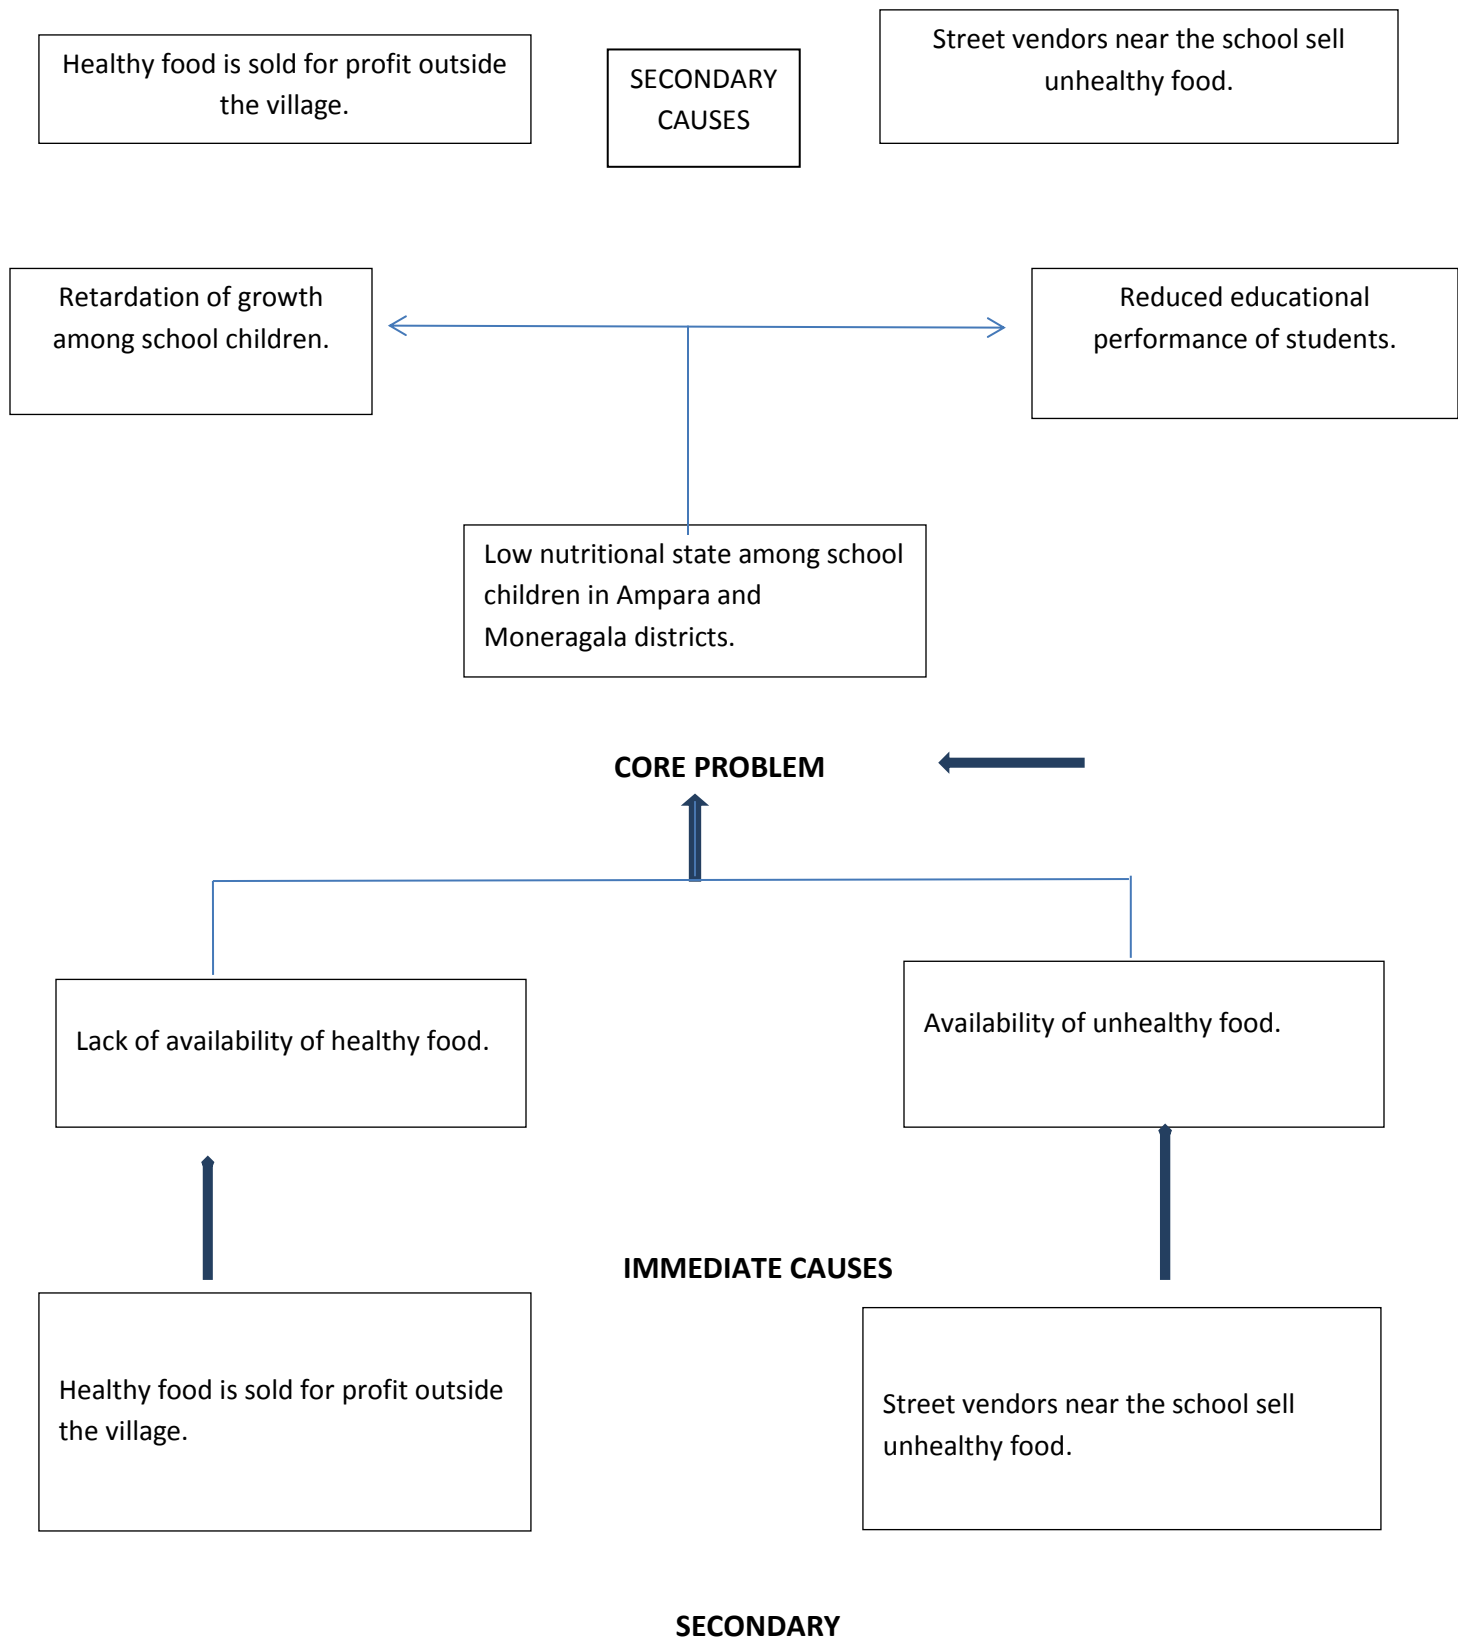 Healthy food is sold for profit outside
the village.
SECONDARY
CAUSES
Street vendors near the school sell
unhealthy food.
Retardation of growth
among school children.
Reduced educational
performance of students.
Low nutritional state among school
children in Ampara and
Moneragala districts.
CORE PROBLEM
Lack of availability of healthy food.
Availability of unhealthy food.
IMMEDIATE CAUSES
Healthy food is sold for profit outside
the village.
Street vendors near the school sell
unhealthy food.
SECONDARY